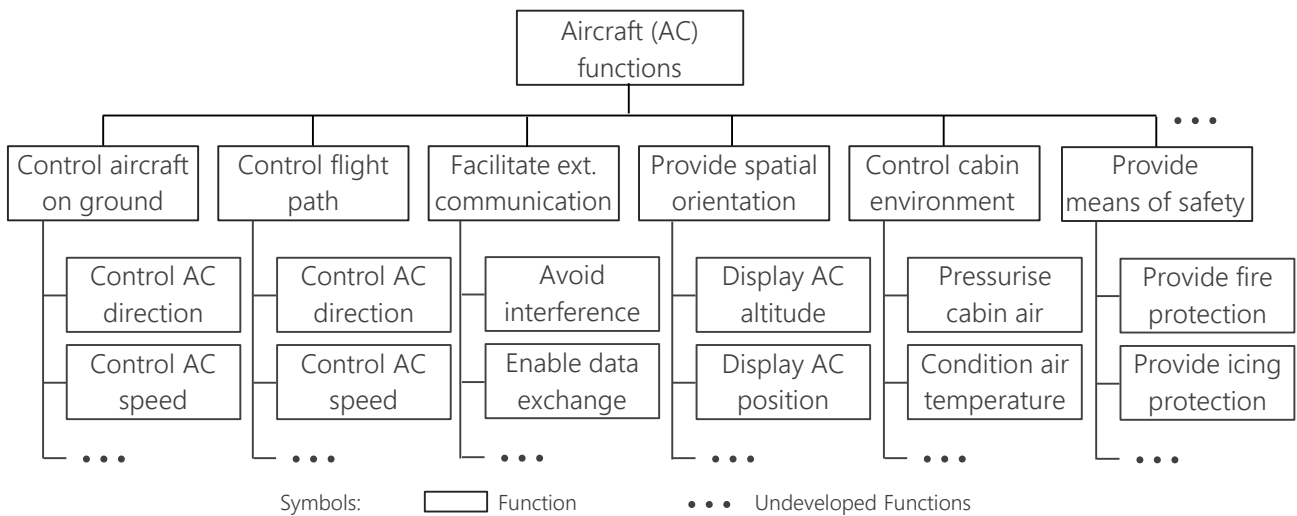 Aircraft (AC)
functions
• • •
Control aircraft
on ground
Control flight
path
Facilitate ext.
communication
Provide spatial
orientation
Control cabin
environment
Provide
means of safety
Control AC
direction
Control AC
direction
Avoid
interference
Display AC
altitude
Pressurise
cabin air
Provide fire
protection
Control AC
speed
Control AC
speed
Enable data
exchange
Display AC
position
Condition air
temperature
Provide icing
protection
• • •
• • •
• • •
• • •
• • •
• • •
Symbols:
Function
• • • Undeveloped Functions